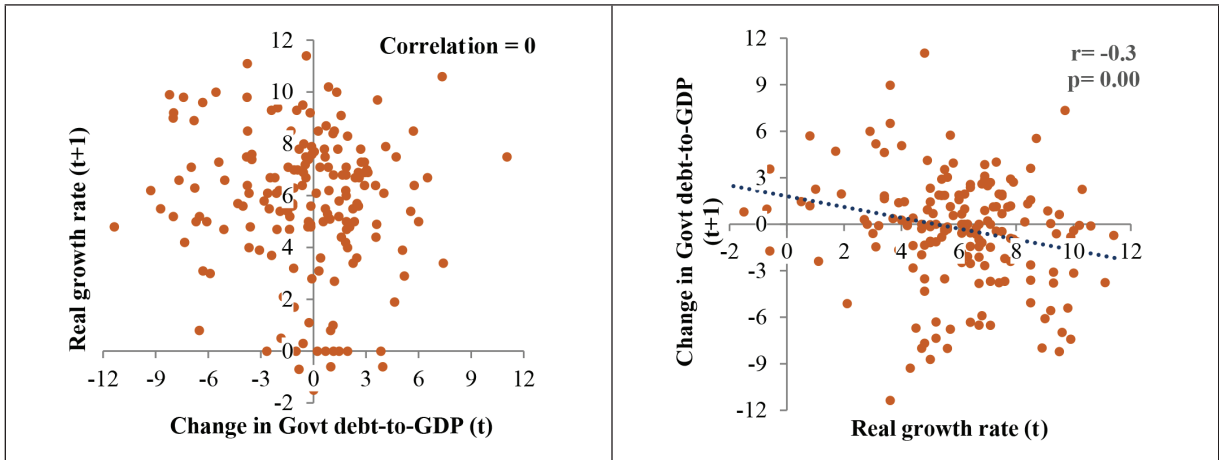 Correlation = 0
Real growth rate (t+1)
12
10
8
6
4
2
0
-2
-12 -9 -6 -3 0 3 6 9 12
Change in Govt debt-to-GDP (t)
r= -0.3
p= 0.00
Change in Govt debt-to-GDP
(t+1)
12
9
6
3
0
-3
-6
-9
-12
-2 0 2 4 6 8 10 12
Real growth rate (t)